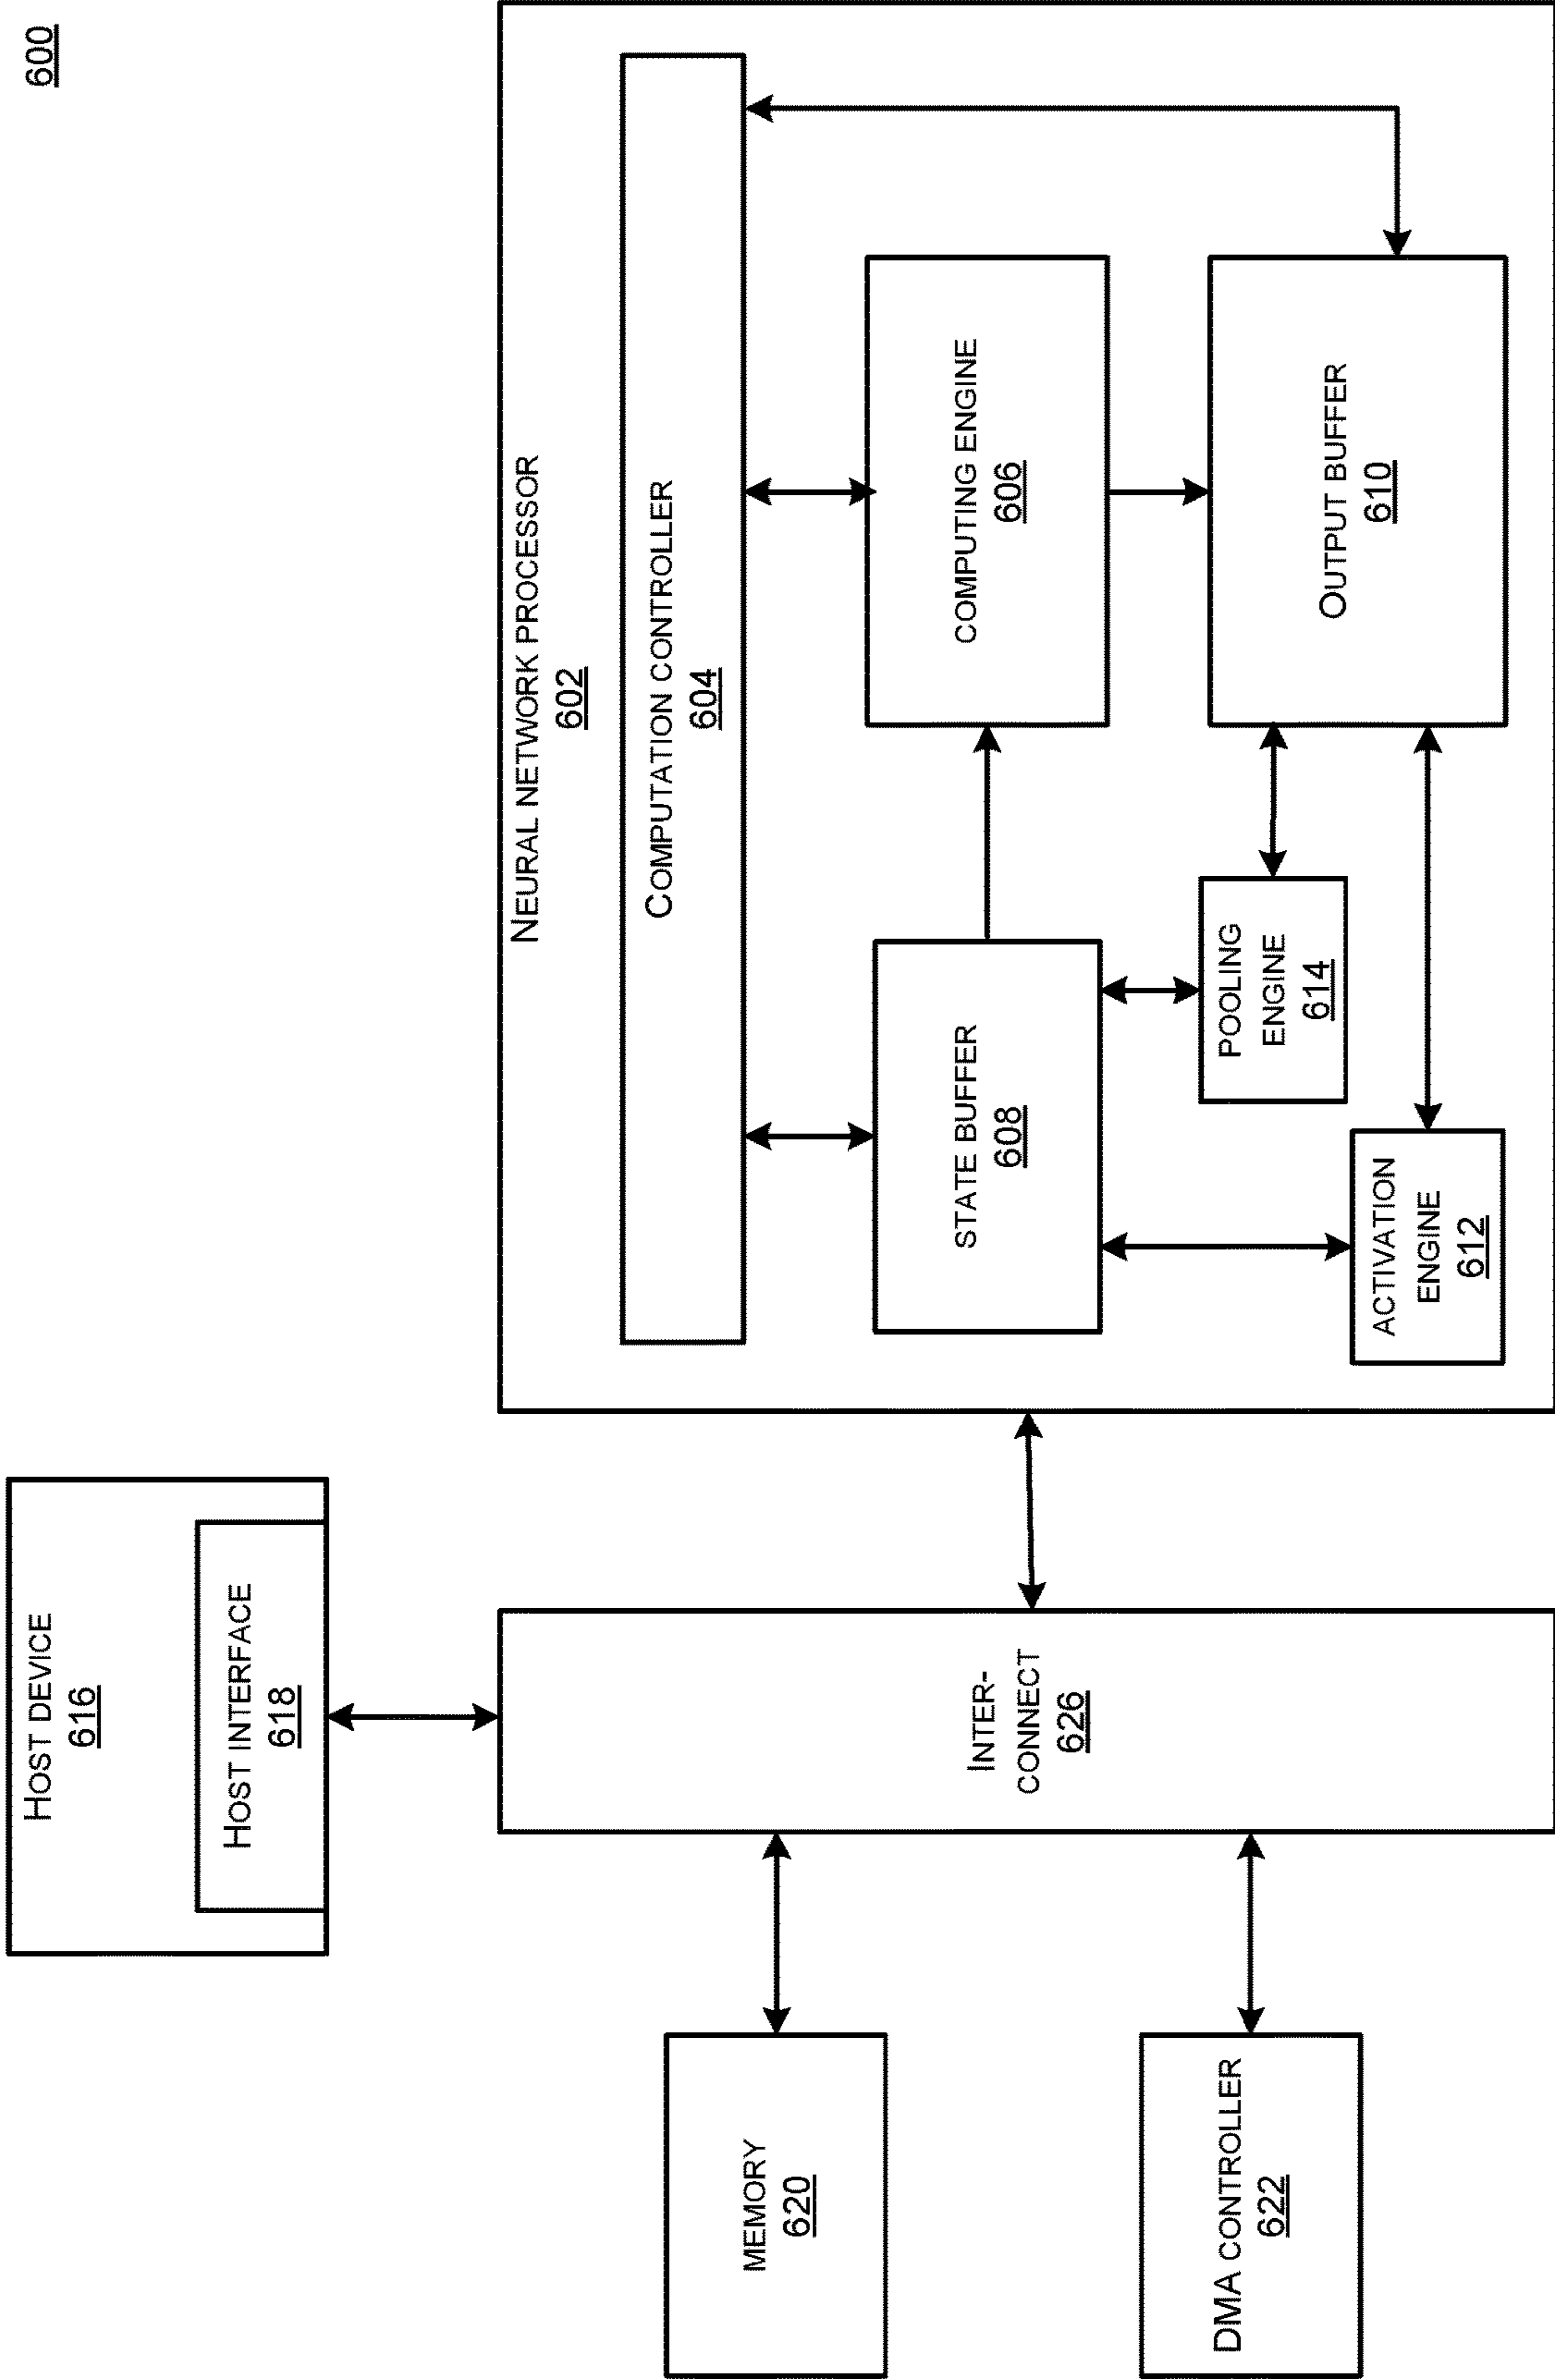 600
HOST DEVICE
616
HOST INTERFACE
618
MEMORY
620
DMA CONTROLLER
622
INTER-
CONNECT
626
NEURAL NETWORK PROCESSOR
602
COMPUTATION CONTROLLER
604
STATE BUFFER
608
COMPUTING ENGINE
606
POOLING
ENGINE
614
ACTIVATION
ENGINE
612
OUTPUT BUFFER
610